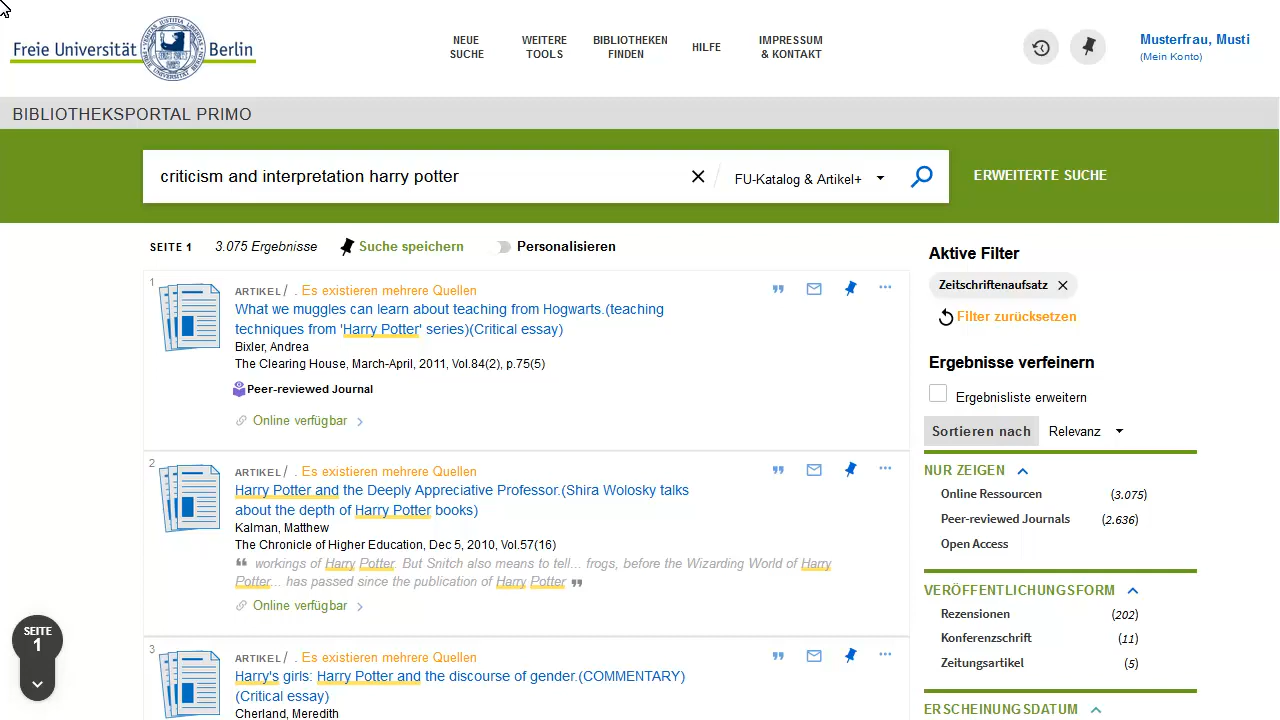 Freie Universität Berlin
NEUE SUCHE
WEITERE TOOLS
BIBLIOTHEKEN FINDEN
HILFE
IMPRESSUM & KONTAKT
Musterfrau, Musti
(Mein Konto)
BIBLIOTHEKSPORTAL PRIMO
criticism and interpretation harry potter
FU-Katalog & Artikel+
ERWEITERTE SUCHE
SEITE 1 3.075 Ergebnisse Suche speichern Personalisieren
1
ARTIKEL / . Es existieren mehrere Quellen
What we muggles can learn about teaching from Hogwarts.(teaching
techniques from 'Harry Potter' series)(Critical essay)
Bixler, Andrea
The Clearing House, March-April, 2011, Vol.84(2), p.75(5)
Peer-reviewed Journal
Online verfügbar
2
ARTIKEL / . Es existieren mehrere Quellen
Harry Potter and the Deeply Appreciative Professor.(Shira Wolosky talks
about the depth of Harry Potter books)
Kalman, Matthew
The Chronicle of Higher Education, Dec 5, 2010, Vol.57(16)
workings of Harry Potter. But Snitch also means to tell... frogs, before the Wizarding World of Harry
Potter... has passed since the publication of Harry Potter
Online verfügbar
3
ARTIKEL / . Es existieren mehrere Quellen
Harry's girls: Harry Potter and the discourse of gender.(COMMENTARY)
(Critical essay)
Cherland, Meredith
Aktive Filter
Zeitschriftenaufsatz
Filter zurücksetzen
Ergebnisse verfeinern
Ergebnisliste erweitern
Sortieren nach Relevanz
NUR ZEIGEN
Online Ressourcen (3.075)
Peer-reviewed Journals (2.636)
Open Access
VERÖFFENTLICHUNGSFORM
Rezensionen (202)
Konferenzschrift (11)
Zeitungsartikel (5)
ERSCHEINUNGSDATUM
SEITE
1